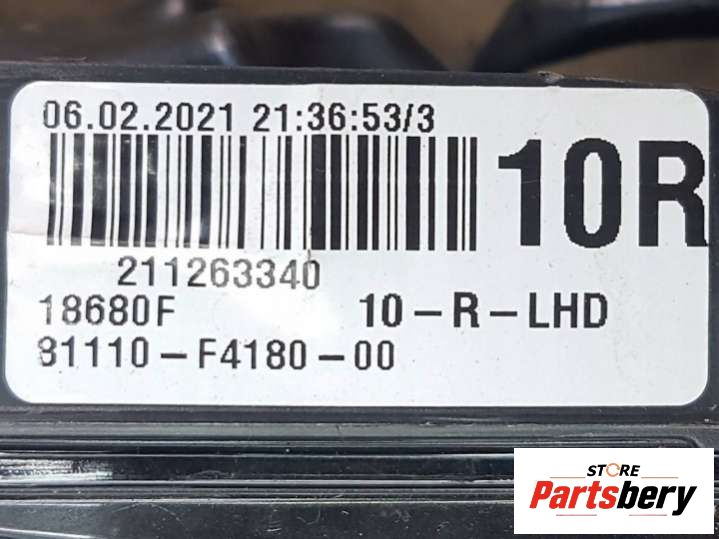 06.02.2021 21:36:53/3
10R
211263340
18680F 10-R-LHD
81110-F4180-00
STORE
Partsbery